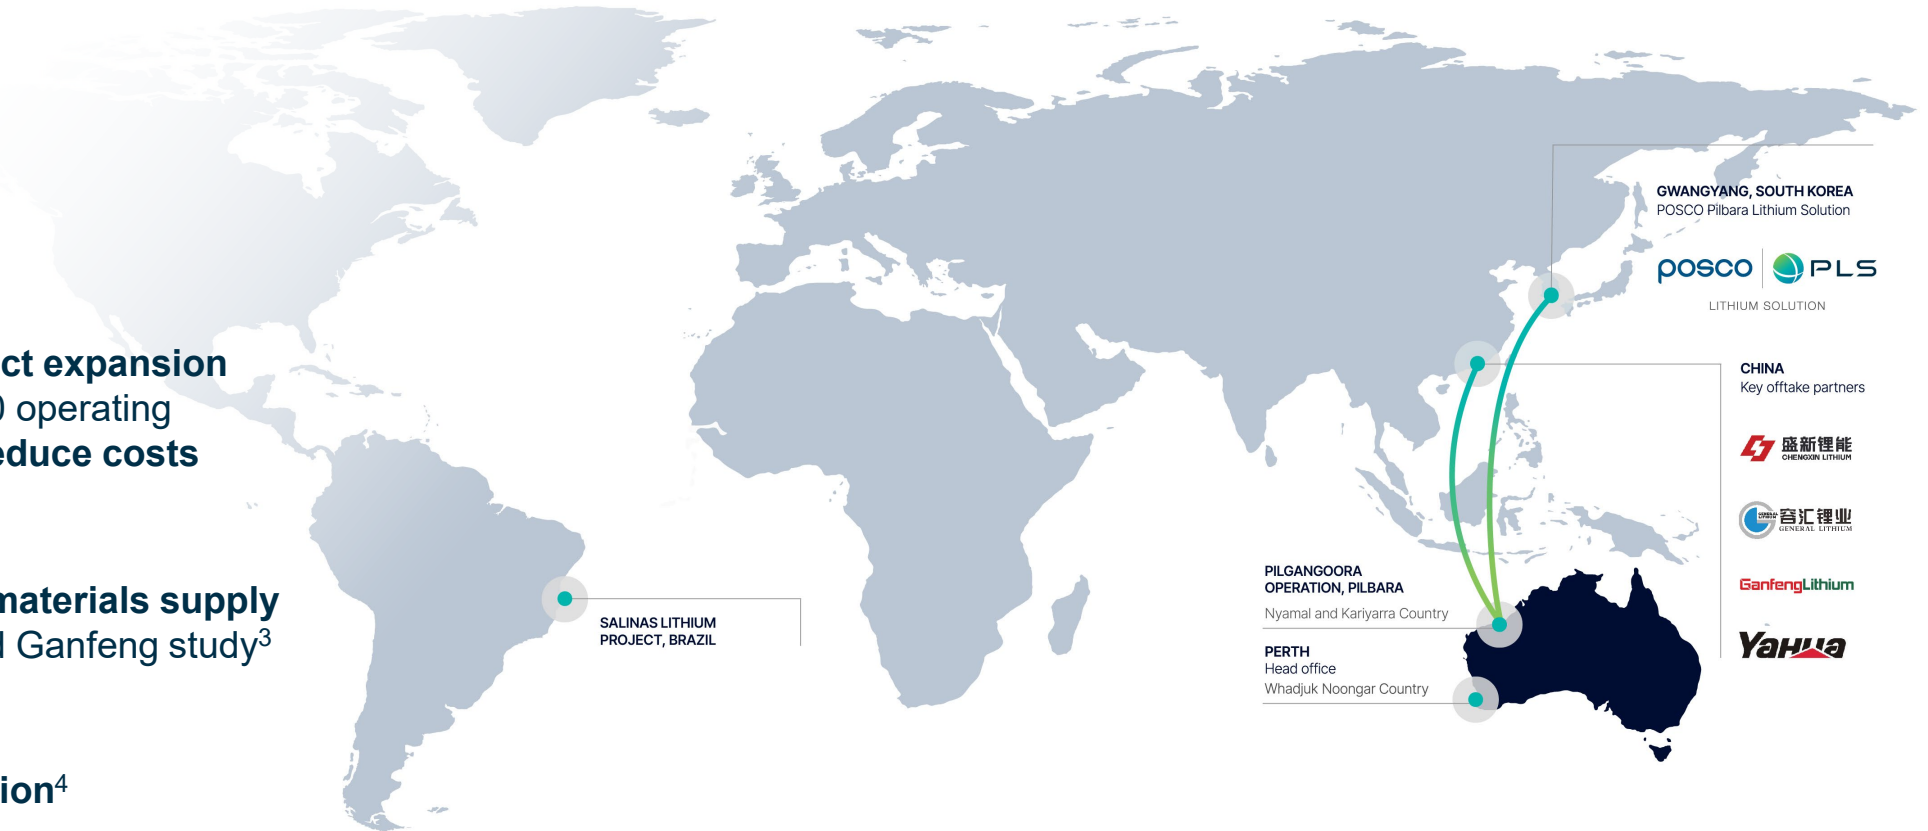 ct expansion
0 operating
educe costs
materials supply
d Ganfeng study3
ion4
SALINAS LITHIUM
PROJECT, BRAZIL
PILGANGOORA
OPERATION, PILBARA
Nyamal and Kariyarra Country
PERTH
Head office
Whadjuk Noongar Country
GWANGYANG, SOUTH KOREA
POSCO Pilbara Lithium Solution
posco PLS
LITHIUM SOLUTION
CHINA
Key offtake partners
盛新锂能
CHENGXIN LITHIUM
容汇锂业
GENERAL LITHIUM
GanfengLithium
Yahua